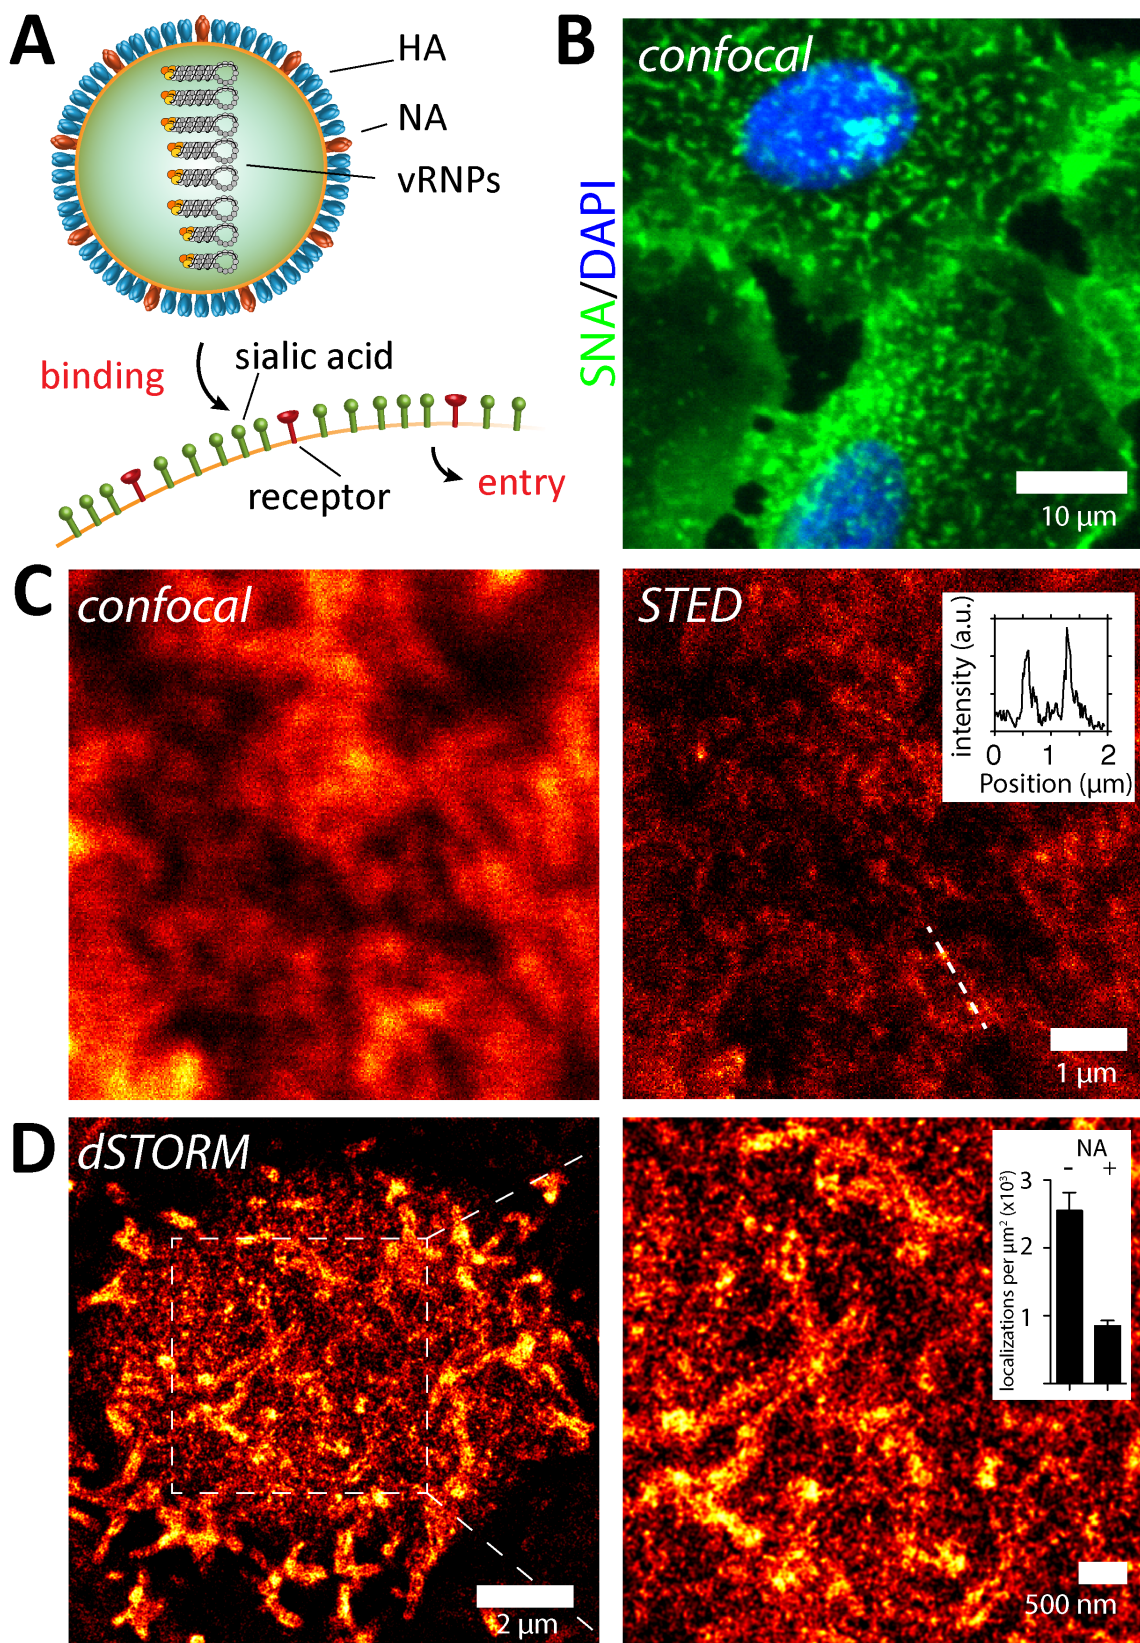 A
HA
NA
vRNPs
binding
sialic acid
receptor
entry
B
confocal
SNA/DAPI
10 µm
C
confocal
STED
intensity (a.u.)
0 1 2
Position (µm)
1 µm
D
dSTORM
2 µm
NA
- +
localizations per µm² (x10³)
3
2
1
500 nm